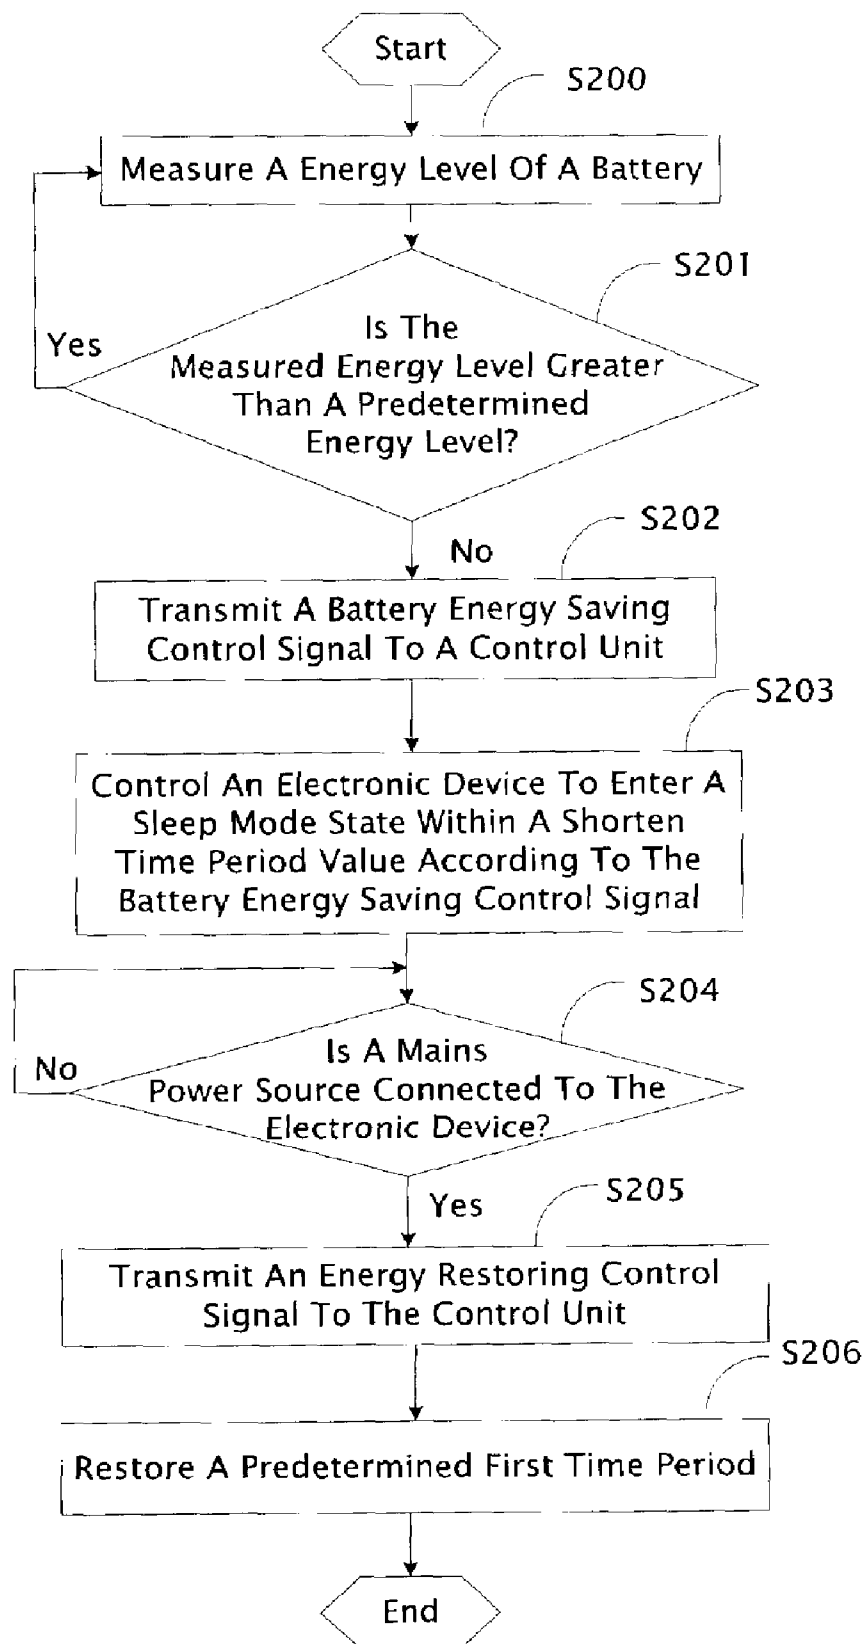 Start
S200
Measure A Energy Level Of A Battery
S201
Yes
Is The
Measured Energy Level Greater
Than A Predetermined
Energy Level?
S202
No
Transmit A Battery Energy Saving
Control Signal To A Control Unit
S203
Control An Electronic Device To Enter A
Sleep Mode State Within A Shorten
Time Period Value According To The
Battery Energy Saving Control Signal
S204
No
Is A Mains
Power Source Connected To The
Electronic Device?
Yes
S205
Transmit An Energy Restoring Control
Signal To The Control Unit
S206
Restore A Predetermined First Time Period
End